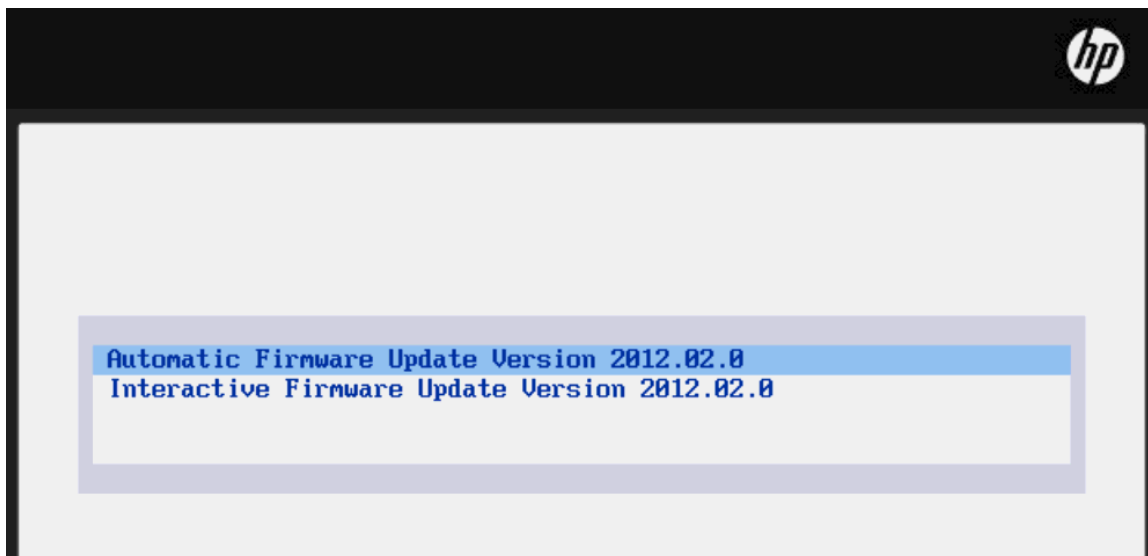 hp
Automatic Firmware Update Version 2012.02.0
Interactive Firmware Update Version 2012.02.0